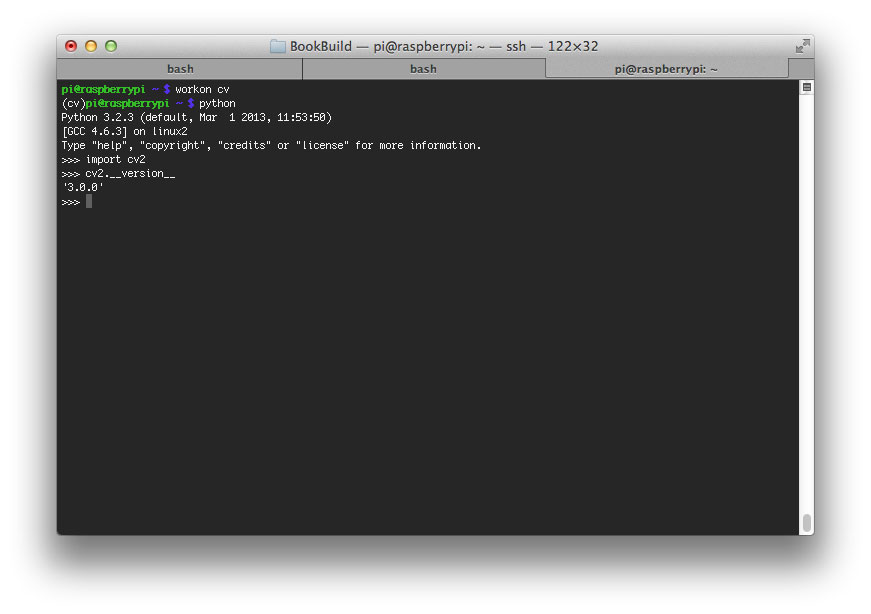 BookBuild — pi@raspberrypi: ~ — ssh — 122×32
bash bash pi@raspberrypi: ~
pi@raspberrypi ~ $ workon cv
(cv)pi@raspberrypi ~ $ python
Python 3.2.3 (default, Mar  1 2013, 11:53:50)
[GCC 4.6.3] on linux2
Type "help", "copyright", "credits" or "license" for more information.
>>> import cv2
>>> cv2.__version__
'3.0.0'
>>>